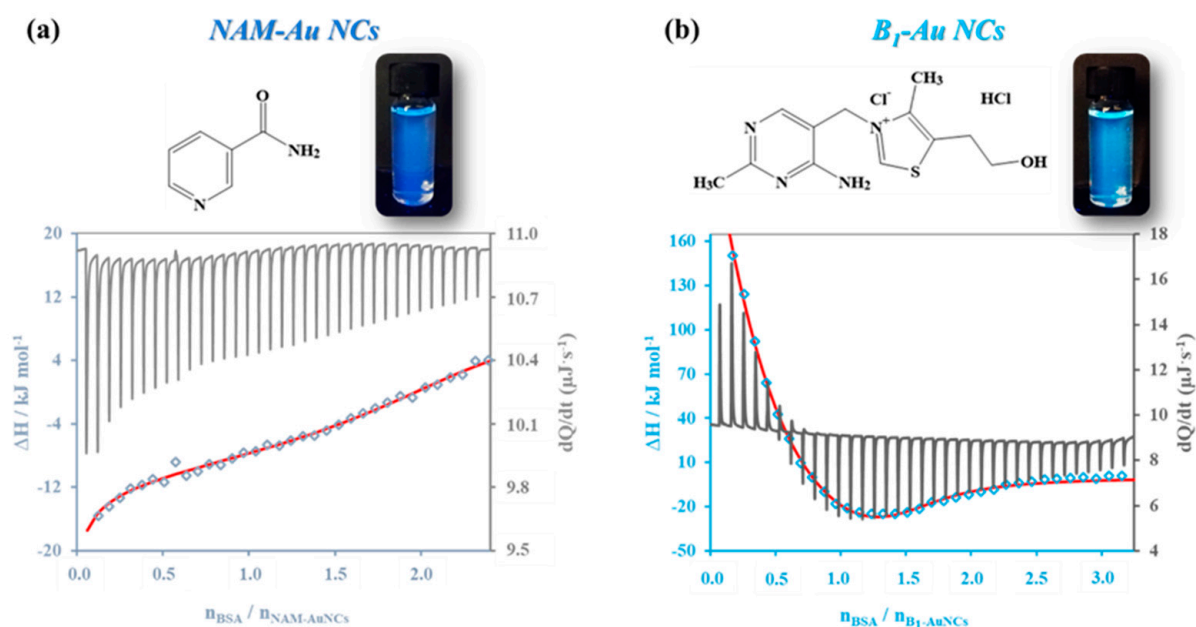 (a) NAM-Au NCs
O
NH₂
N
20
12
4
-4
-12
-20
ΔH / kJ mol⁻¹
11.0
10.7
10.4
10.1
9.8
9.5
dQ/dt (µJ·s⁻¹)
0.0 0.5 1.0 1.5 2.0
n_BSA / n_NAM-AuNCs
(b) B₁-Au NCs
CH₃
Cl⁻ HCl
N N⁺
OH
H₃C N NH₂ S
160
130
100
70
40
10
-20
-50
ΔH / kJ mol⁻¹
18
16
14
12
10
8
6
4
dQ/dt (µJ·s⁻¹)
0.0 0.5 1.0 1.5 2.0 2.5 3.0
n_BSA / n_B₁-AuNCs